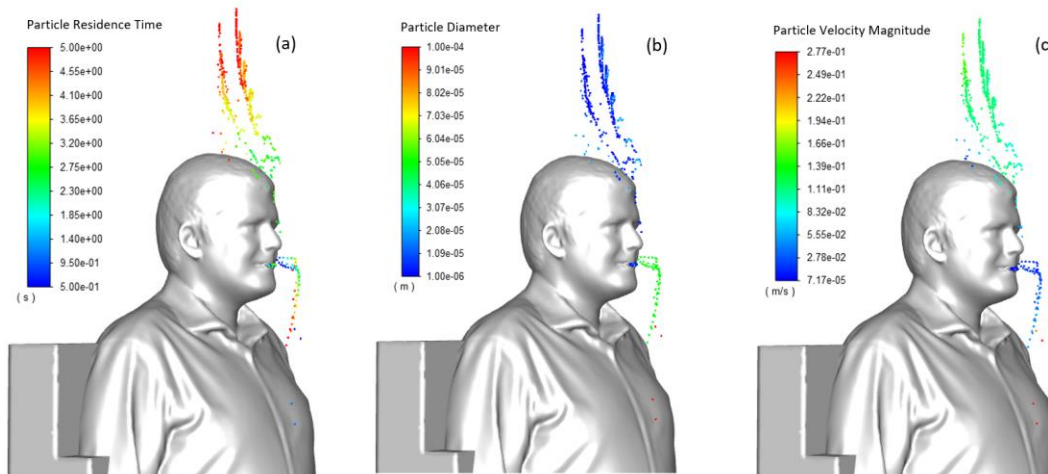 Particle Residence Time
(a)
5.00e+00
4.55e+00
4.10e+00
3.65e+00
3.20e+00
2.75e+00
2.30e+00
1.85e+00
1.40e+00
9.50e-01
5.00e-01
( s )
Particle Diameter
(b)
1.00e-04
9.01e-05
8.02e-05
7.03e-05
6.04e-05
5.05e-05
4.06e-05
3.07e-05
2.08e-05
1.09e-05
1.00e-06
( m )
Particle Velocity Magnitude
(c
2.77e-01
2.49e-01
2.22e-01
1.94e-01
1.66e-01
1.39e-01
1.11e-01
8.32e-02
5.55e-02
2.78e-02
7.17e-05
( m/s )